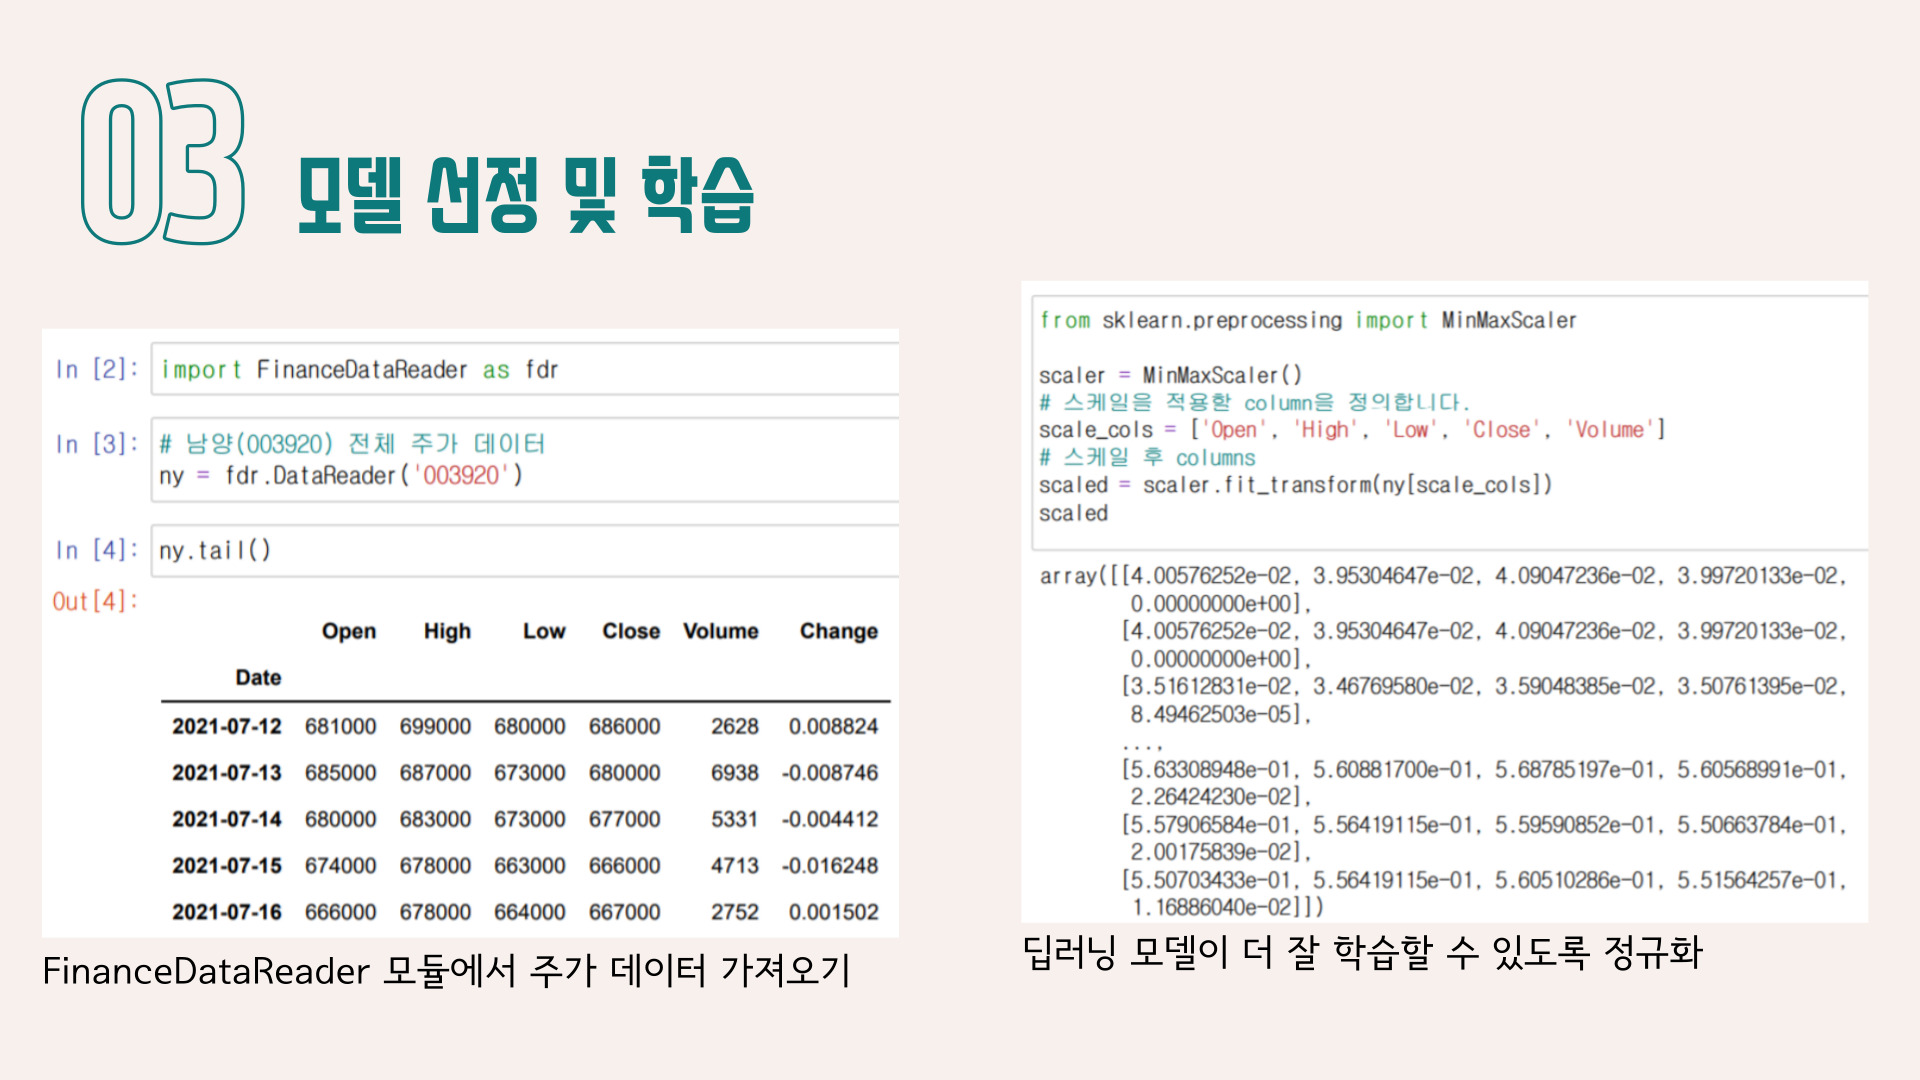 03
모델 선정 및 학습
In [2]: import FinanceDataReader as fdr
In [3]: # 남양(003920) 전체 주가 데이터
ny = fdr.DataReader('003920')
In [4]: ny.tail()
Out[4]:
Open High Low Close Volume Change
Date
2021-07-12 681000 699000 680000 686000 2628 0.008824
2021-07-13 685000 687000 673000 680000 6938 -0.008746
2021-07-14 680000 683000 673000 677000 5331 -0.004412
2021-07-15 674000 678000 663000 666000 4713 -0.016248
2021-07-16 666000 678000 664000 667000 2752 0.001502
FinanceDataReader 모듈에서 주가 데이터 가져오기
from sklearn.preprocessing import MinMaxScaler
scaler = MinMaxScaler()
# 스케일을 적용할 column을 정의합니다.
scale_cols = ['Open', 'High', 'Low', 'Close', 'Volume']
# 스케일 후 columns
scaled = scaler.fit_transform(ny[scale_cols])
scaled
array([[4.00576252e-02, 3.95304647e-02, 4.09047236e-02, 3.99720133e-02,
0.00000000e+00],
[4.00576252e-02, 3.95304647e-02, 4.09047236e-02, 3.99720133e-02,
0.00000000e+00],
[3.51612831e-02, 3.46769580e-02, 3.59048385e-02, 3.50761395e-02,
8.49462503e-05],
...,
[5.63308948e-01, 5.60881700e-01, 5.68785197e-01, 5.60568991e-01,
2.26424230e-02],
[5.57906584e-01, 5.56419115e-01, 5.59590852e-01, 5.50663784e-01,
2.00175839e-02],
[5.50703433e-01, 5.56419115e-01, 5.60510286e-01, 5.51564257e-01,
1.16886040e-02]])
딥러닝 모델이 더 잘 학습할 수 있도록 정규화